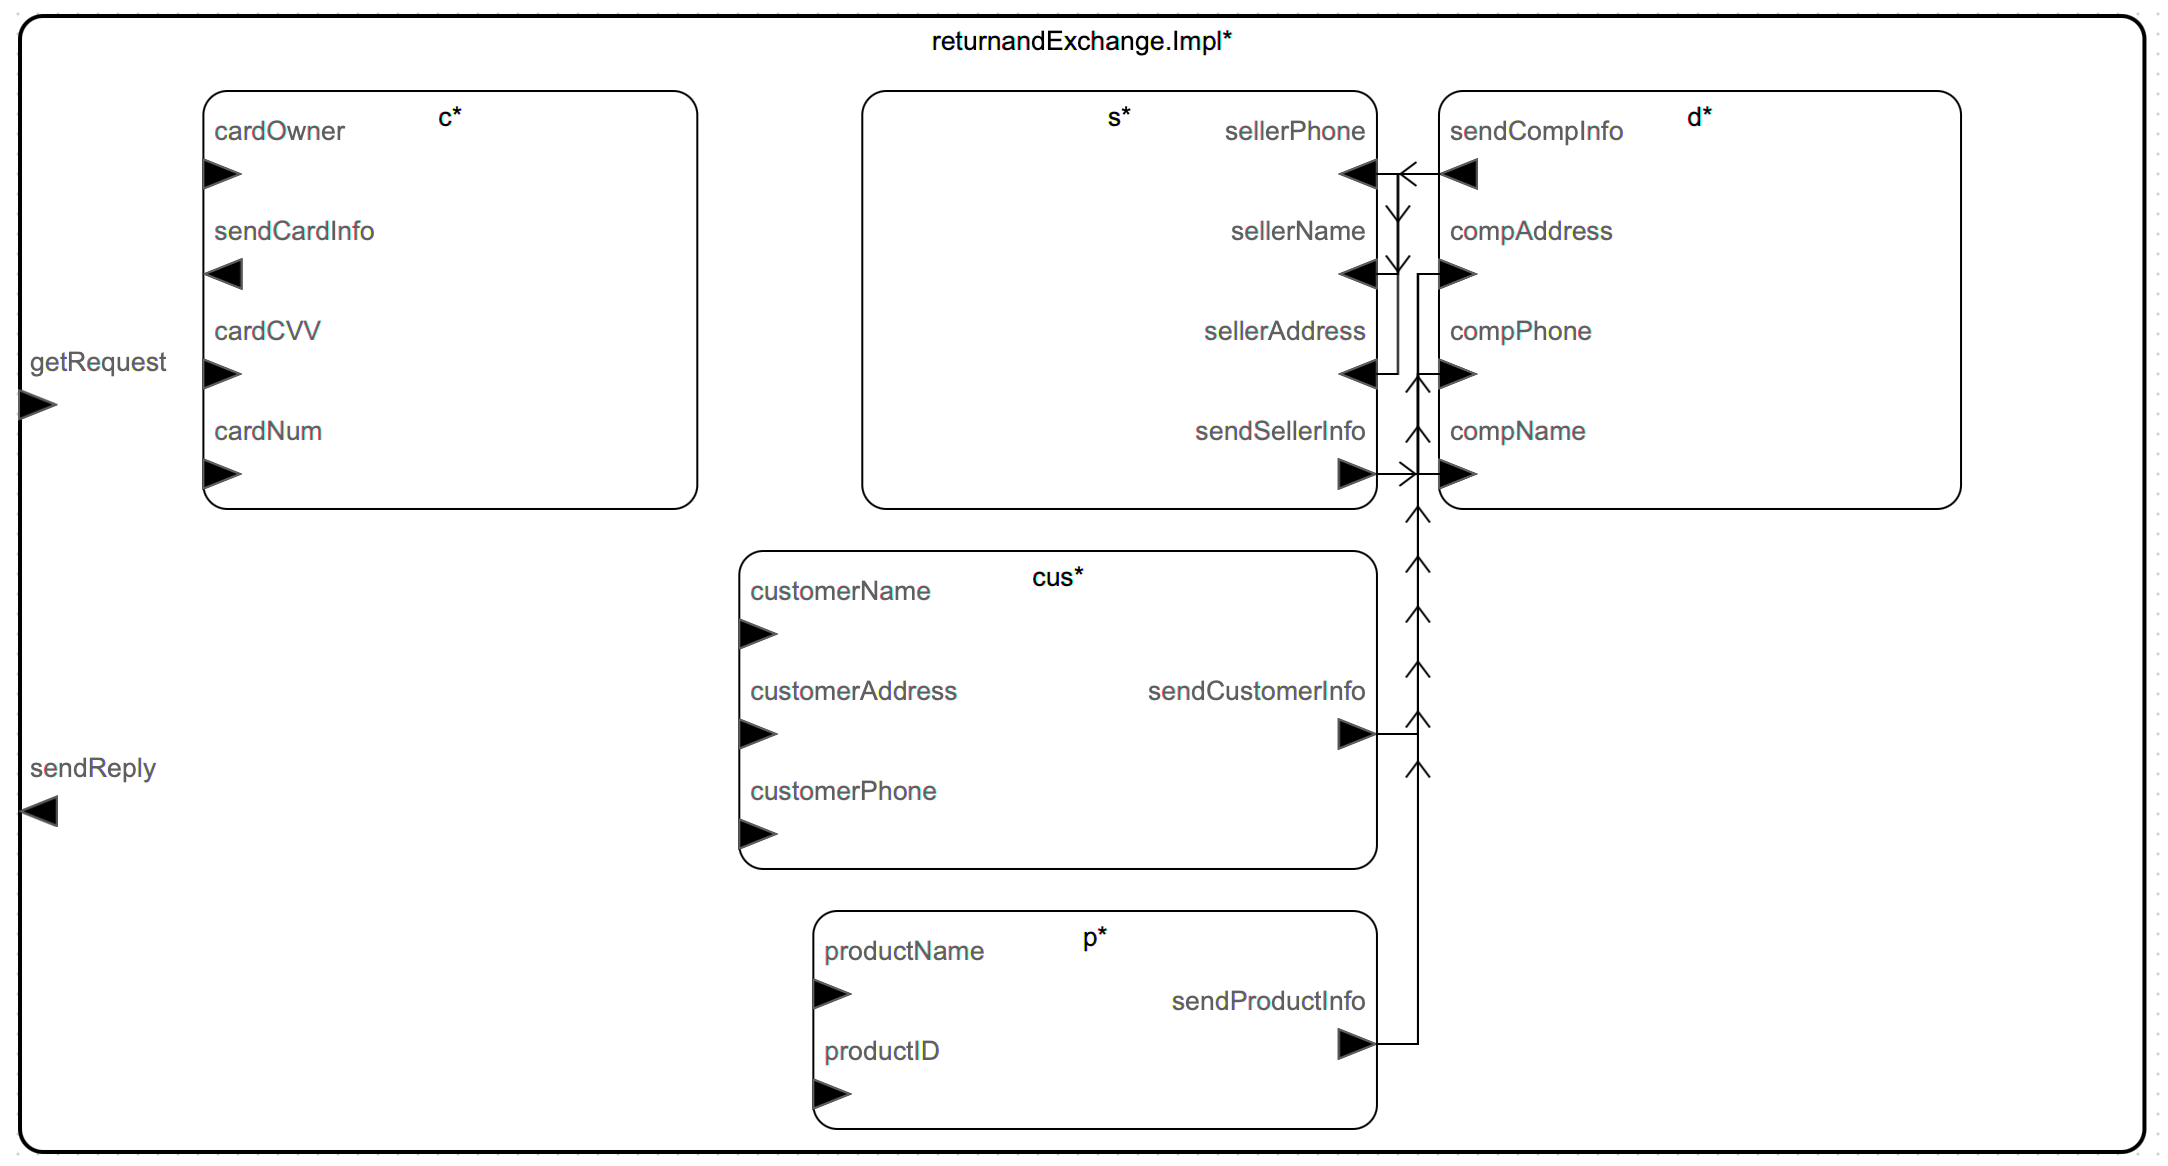 returnandExchange.Impl*
c*
cardOwner
sendCardInfo
cardCVV
cardNum
s*
sellerPhone
sellerName
sellerAddress
sendSellerInfo
d*
sendCompInfo
compAddress
compPhone
compName
getRequest
sendReply
cus*
customerName
customerAddress
customerPhone
sendCustomerInfo
p*
productName
productID
sendProductInfo